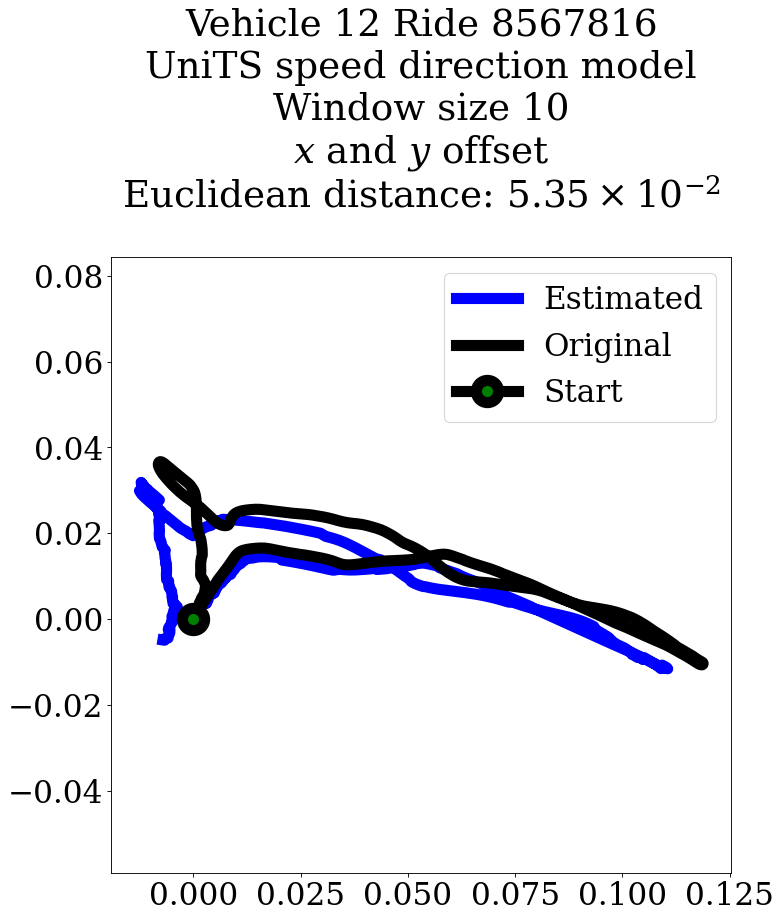 Vehicle 12 Ride 8567816
UniTS speed direction model
Window size 10
x and y offset
Euclidean distance: 5.35 × 10⁻²
Estimated
Original
Start
0.08
0.06
0.04
0.02
0.00
−0.02
−0.04
0.000 0.025 0.050 0.075 0.100 0.125